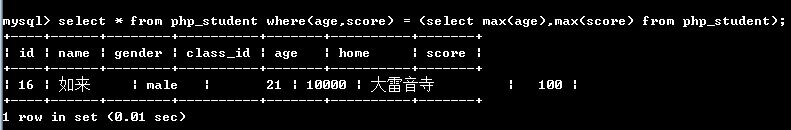 mysql> select * from php_student where(age,score) = (select max(age),max(score) from php_student);
+----+------+--------+----------+-----+------+-------+
| id | name | gender | class_id | age | home | score |
+----+------+--------+----------+-----+------+-------+
| 16 | 如来 | male | 21 | 10000 | 大雷音寺 | 100 |
+----+------+--------+----------+-----+------+-------+
1 row in set (0.01 sec)